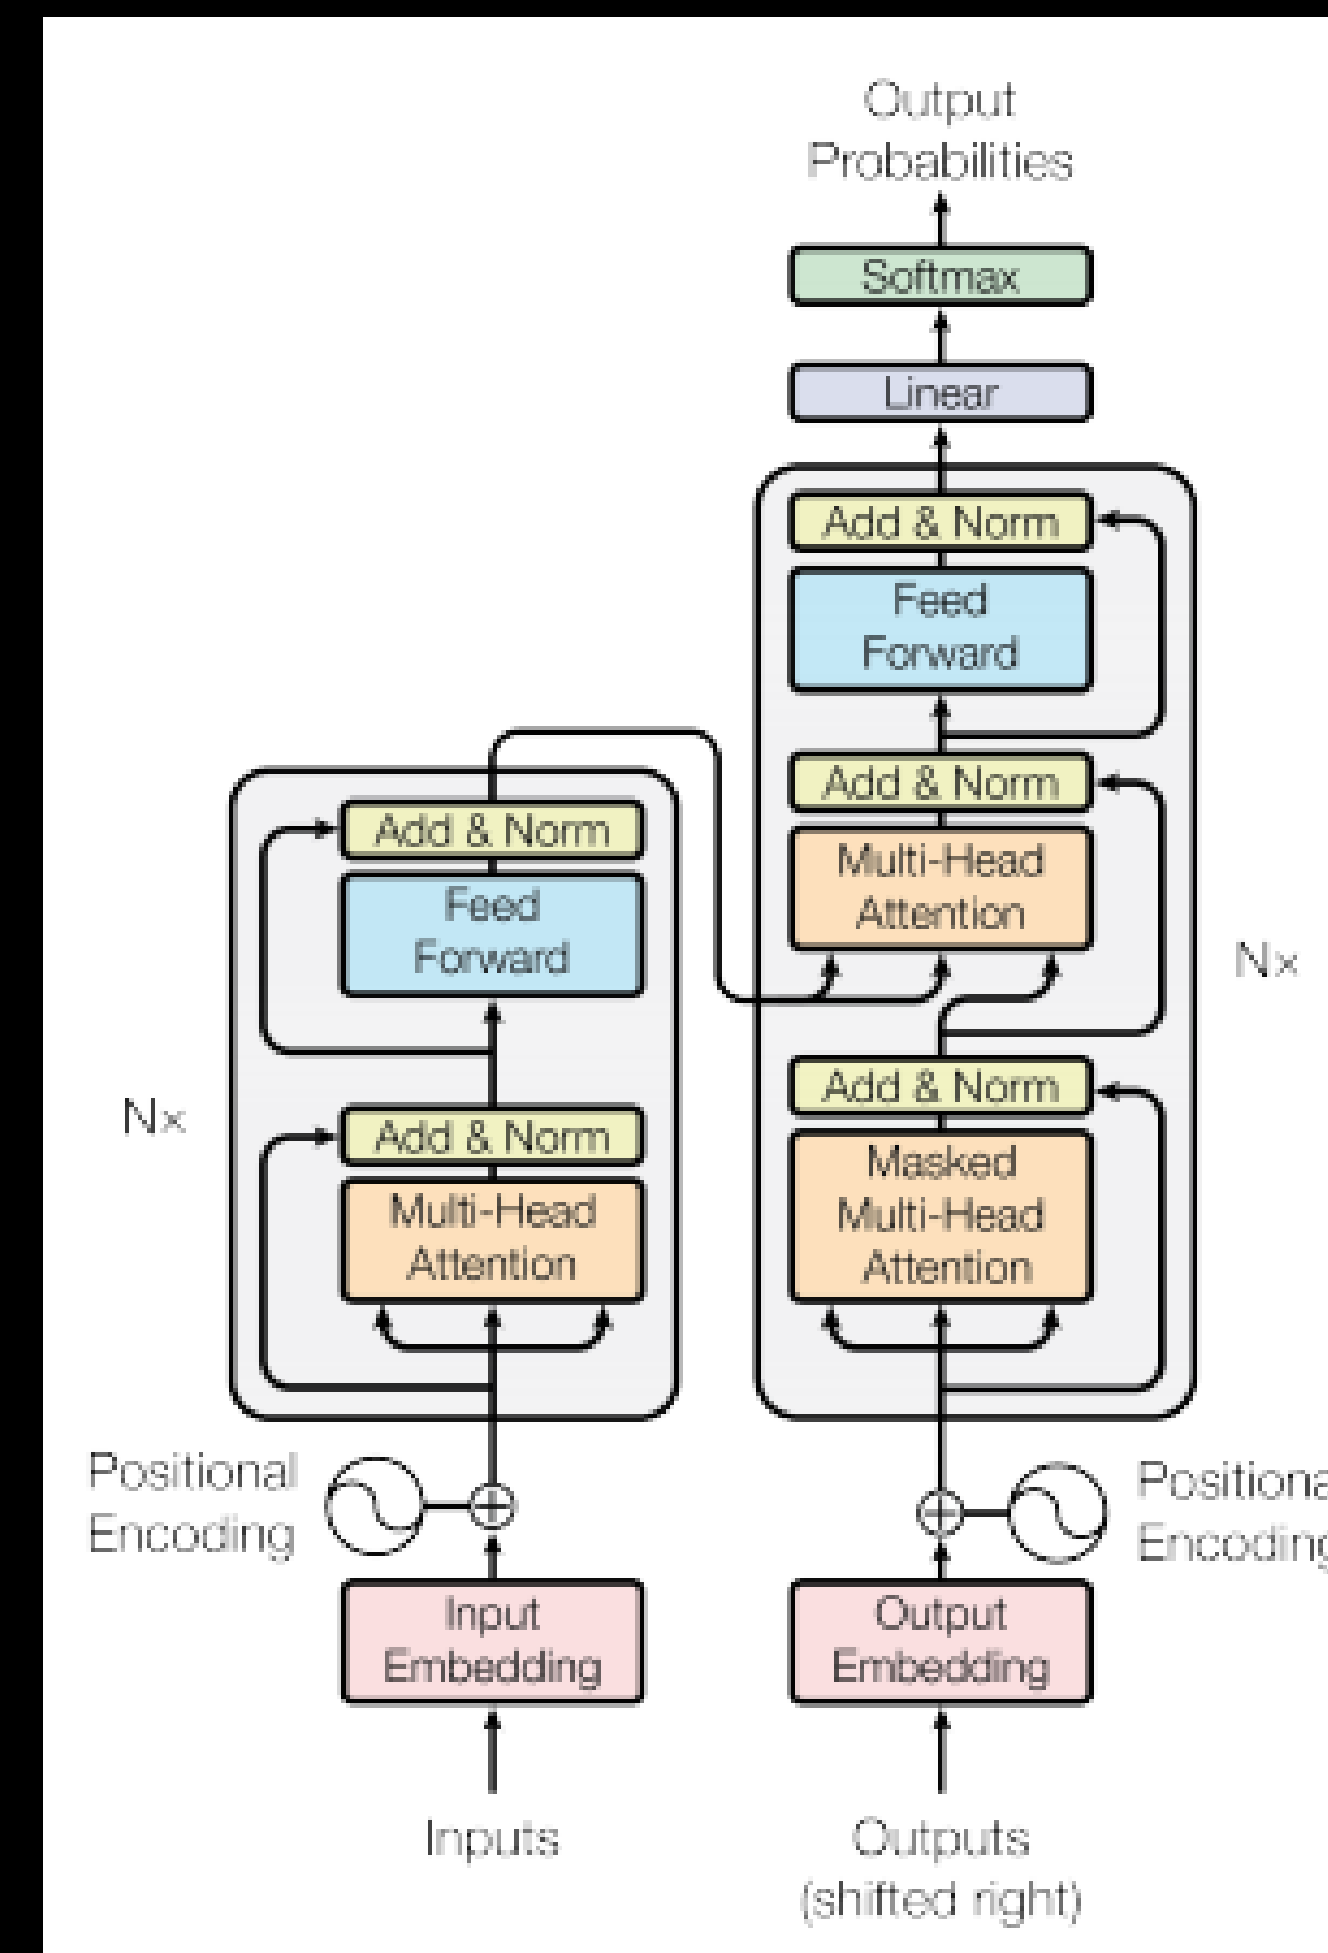 Output
Probabilities
Softmax
Linear
Add & Norm
Feed
Forward
Add & Norm
Multi-Head
Attention
Nx
Add & Norm
Masked
Multi-Head
Attention
Add & Norm
Feed
Forward
Nx
Add & Norm
Multi-Head
Attention
Positional
Encoding
Positiona
Encoding
Input
Embedding
Output
Embedding
Inputs
Outputs
(shifted right)